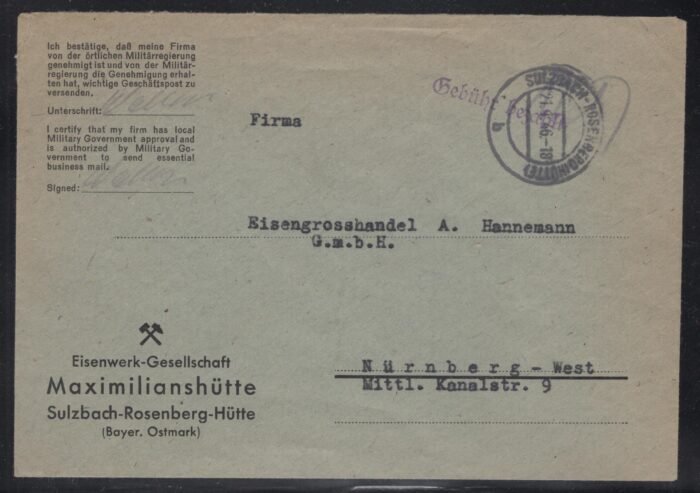 Ich bestätige, daß meine Firma
von der örtlichen Militärregierung
genehmigt ist und von der Militär-
regierung die Genehmigung erhal-
ten hat, wichtige Geschäftspost zu
versenden.
Unterschrift:
I certify that my firm has local
Military Government approval and
is authorized by Military Go-
vernment to send essential
business mail.
Signed:
Gebühr bezahlt
SULZBACH-ROSENBERG(HÜTTE)
b
Firma
Eisengrosshandel A. Hannemann
G.m.b.H.
Nürnberg - West
Mittl. Kanalstr. 9
Eisenwerk-Gesellschaft
Maximilianshütte
Sulzbach-Rosenberg-Hütte
(Bayer. Ostmark)